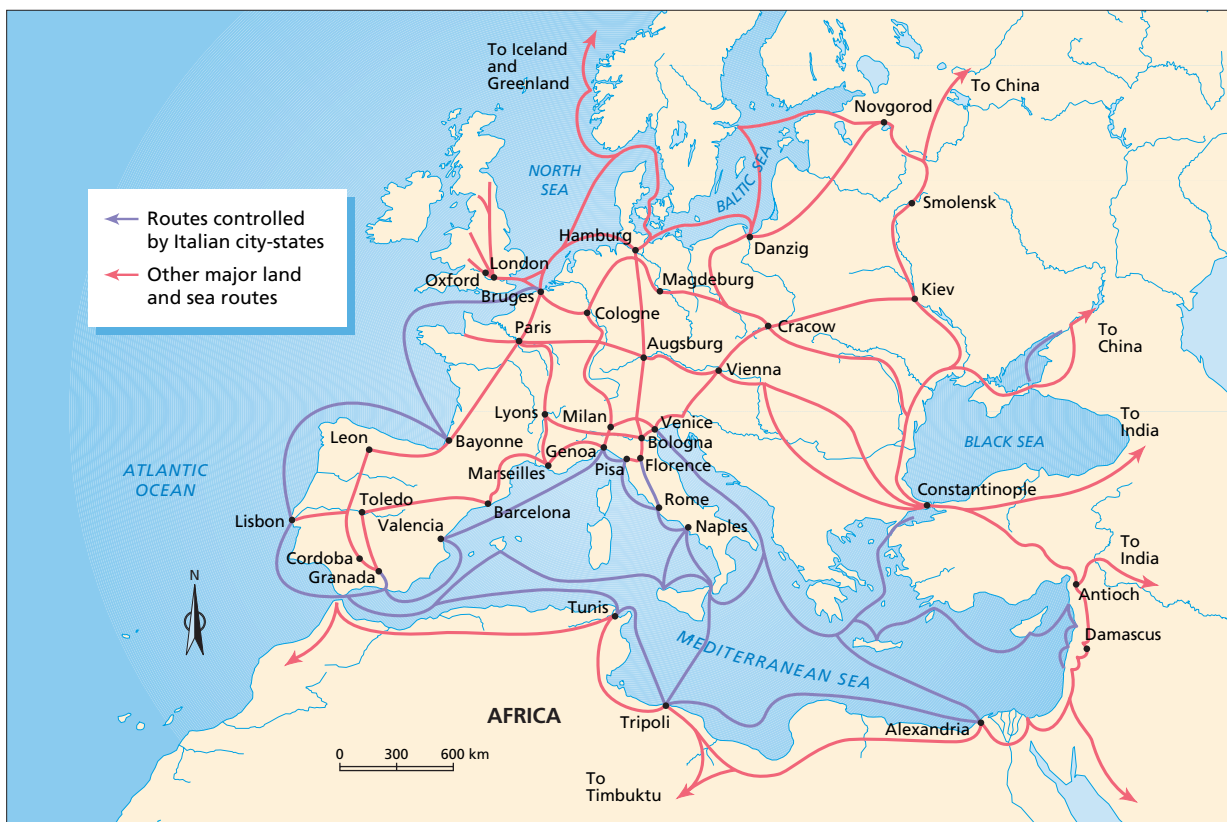 To Iceland
and
Greenland
To China
Novgorod
NORTH
SEA
BALTIC SEA
Smolensk
Routes controlled
by Italian city-states
Other major land
and sea routes
Hamburg
Danzig
London
Oxford
Bruges
Magdeburg
Kiev
Cologne
Paris
Cracow
To
China
Augsburg
Vienna
Lyons
Milan
Venice
To
India
Leon
Bayonne
Bologna
BLACK SEA
Genoa
Marseilles
Pisa
Florence
ATLANTIC
OCEAN
Constantinople
Toledo
Rome
Lisbon
Valencia
Barcelona
Naples
To
India
Cordoba
Granada
N
Antioch
Tunis
Damascus
MEDITERRANEAN SEA
AFRICA
Tripoli
Alexandria
0 300 600 km
To
Timbuktu